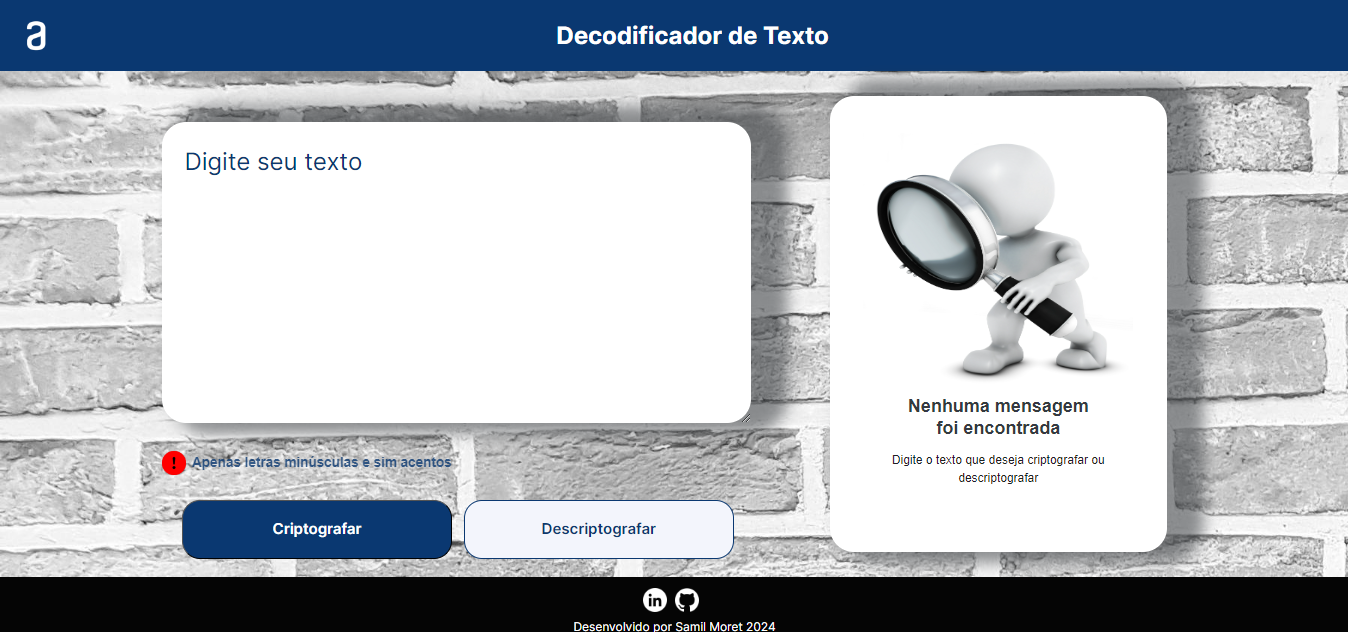 a
Decodificador de Texto
Digite seu texto
! Apenas letras minúsculas e sim acentos
Criptografar
Descriptografar
Nenhuma mensagem
foi encontrada
Digite o texto que deseja criptografar ou
descriptografar
in
Desenvolvido por Samil Moret 2024